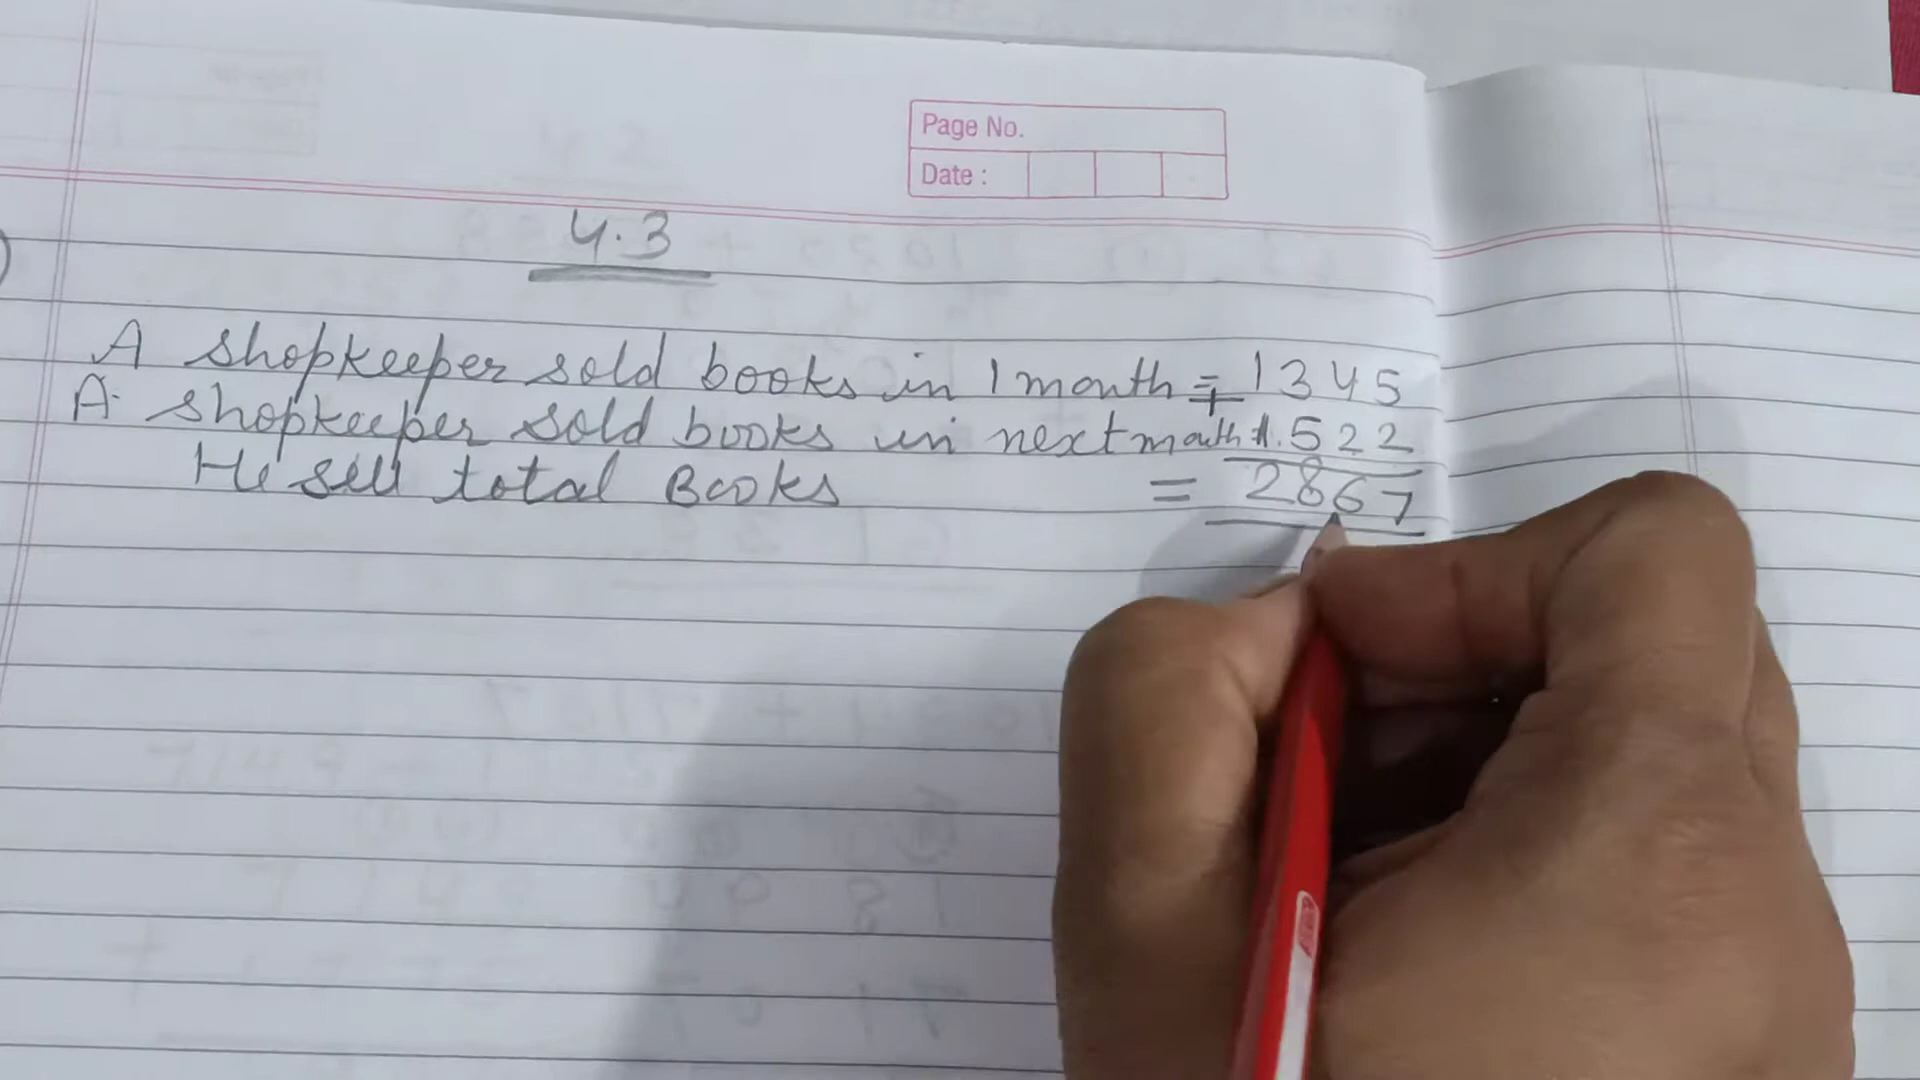 Page No.
Date :
4.3
A shopkeeper sold books in 1 month = 1345
A. shopkeeper sold books in next month + 1522
He sell total Books = 2867